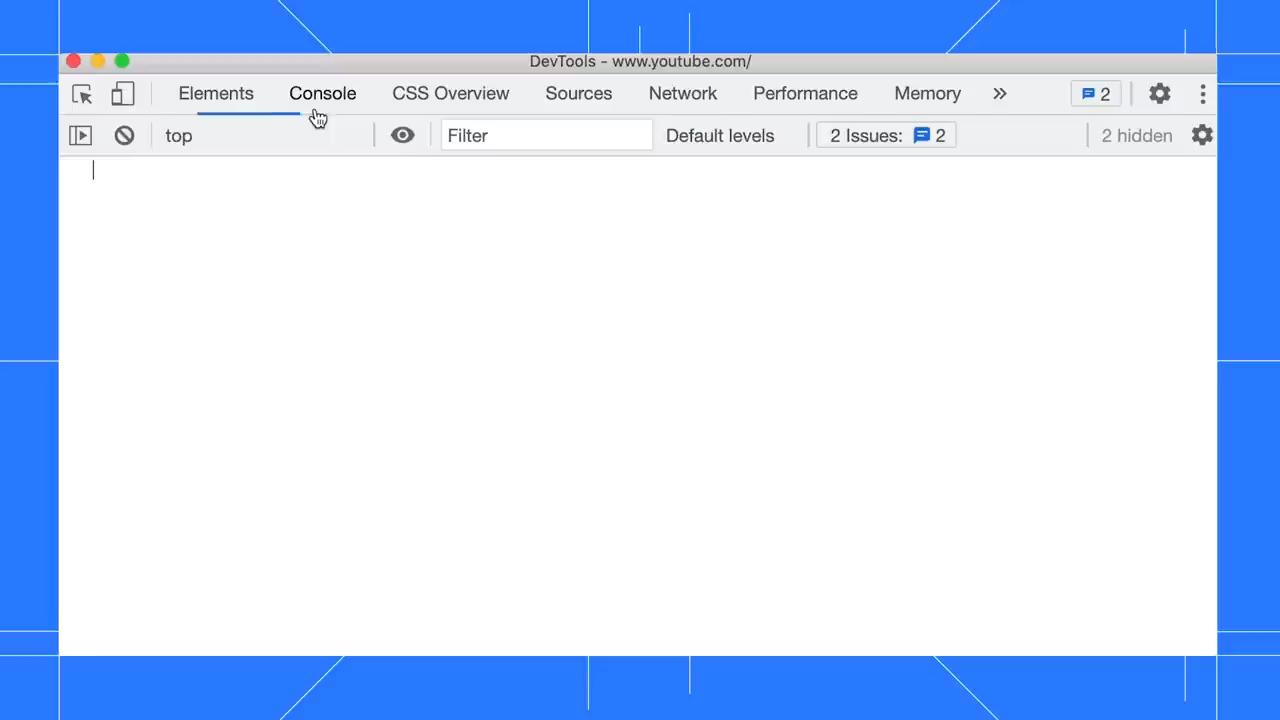 DevTools - www.youtube.com/
Elements Console CSS Overview Sources Network Performance Memory » 2
top Filter Default levels 2 Issues: 2 2 hidden